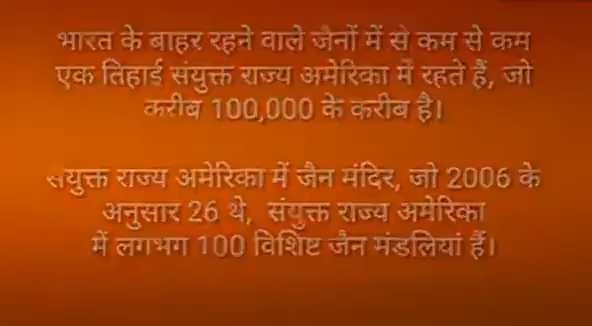 भारत के बाहर रहने वाले जैनों में से कम से कम
एक तिहाई संयुक्त राज्य अमेरिका में रहते हैं, जो
करीब 100,000 के करीब है।
संयुक्त राज्य अमेरिका में जैन मंदिर, जो 2006 के
अनुसार 26 थे, संयुक्त राज्य अमेरिका
में लगभग 100 विशिष्ट जैन मंडलियां हैं।